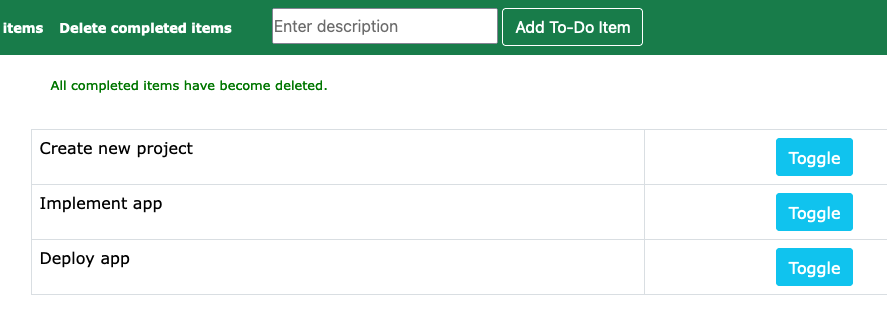 items Delete completed items Enter description Add To-Do Item
All completed items have become deleted.
Create new project Toggle
Implement app Toggle
Deploy app Toggle